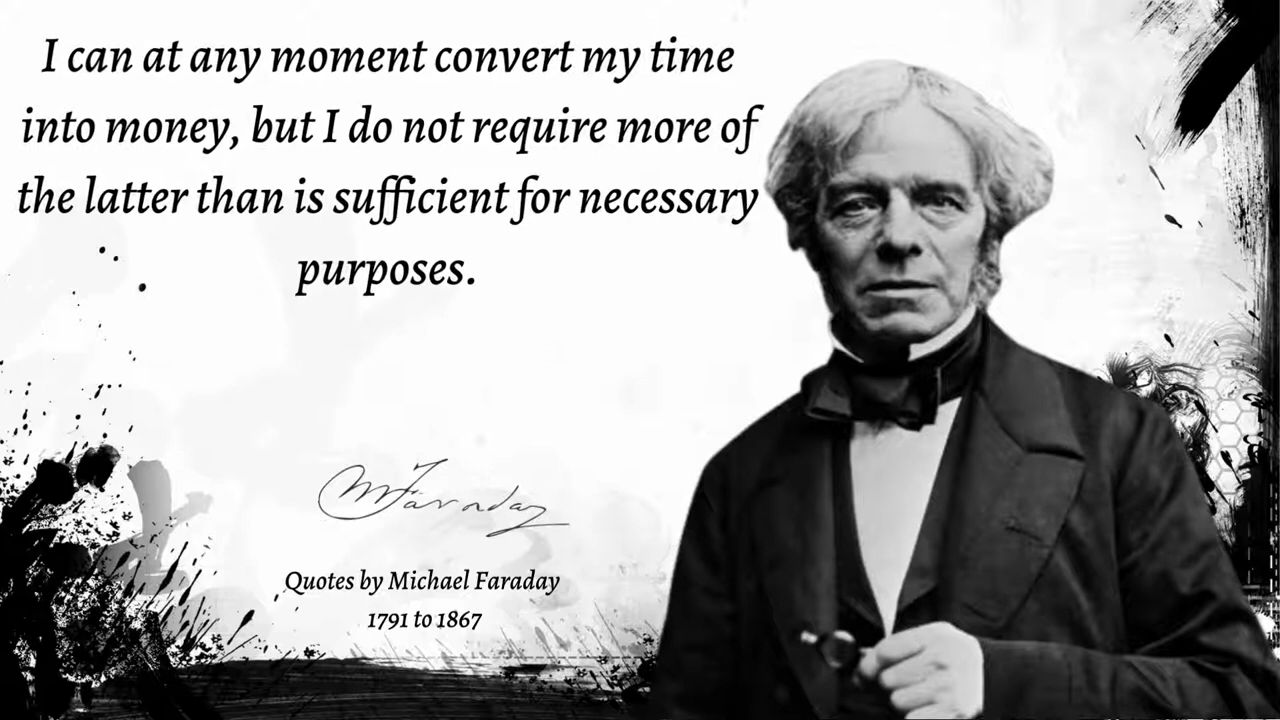 I can at any moment convert my time
into money, but I do not require more of
the latter than is sufficient for necessary
purposes.
M Faraday
Quotes by Michael Faraday
1791 to 1867